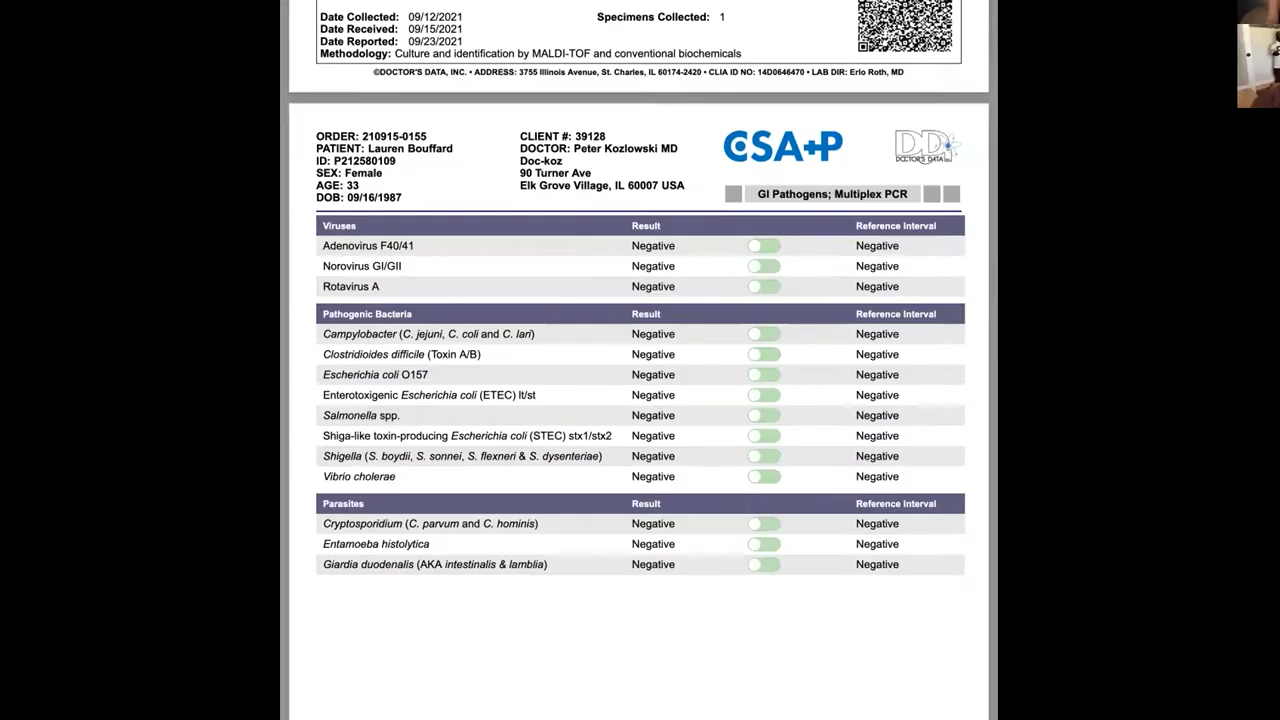 Date Collected: 09/12/2021 Specimens Collected: 1
Date Received: 09/15/2021
Date Reported: 09/23/2021
Methodology: Culture and identification by MALDI-TOF and conventional biochemicals
©DOCTOR'S DATA, INC. • ADDRESS: 3755 Illinois Avenue, St. Charles, IL 60174-2420 • CLIA ID NO: 14D0646470 • LAB DIR: Erlo Roth, MD
ORDER: 210915-0155
PATIENT: Lauren Bouffard
ID: P212580109
SEX: Female
AGE: 33
DOB: 09/16/1987
CLIENT #: 39128
DOCTOR: Peter Kozlowski MD
Doc-koz
90 Turner Ave
Elk Grove Village, IL 60007 USA
CSA+P
DD
DOCTOR'S DATA
GI Pathogens; Multiplex PCR
Viruses Result Reference Interval
Adenovirus F40/41 Negative Negative
Norovirus GI/GII Negative Negative
Rotavirus A Negative Negative
Pathogenic Bacteria Result Reference Interval
Campylobacter (C. jejuni, C. coli and C. lari) Negative Negative
Clostridioides difficile (Toxin A/B) Negative Negative
Escherichia coli O157 Negative Negative
Enterotoxigenic Escherichia coli (ETEC) lt/st Negative Negative
Salmonella spp. Negative Negative
Shiga-like toxin-producing Escherichia coli (STEC) stx1/stx2 Negative Negative
Shigella (S. boydii, S. sonnei, S. flexneri & S. dysenteriae) Negative Negative
Vibrio cholerae Negative Negative
Parasites Result Reference Interval
Cryptosporidium (C. parvum and C. hominis) Negative Negative
Entamoeba histolytica Negative Negative
Giardia duodenalis (AKA intestinalis & lamblia) Negative Negative